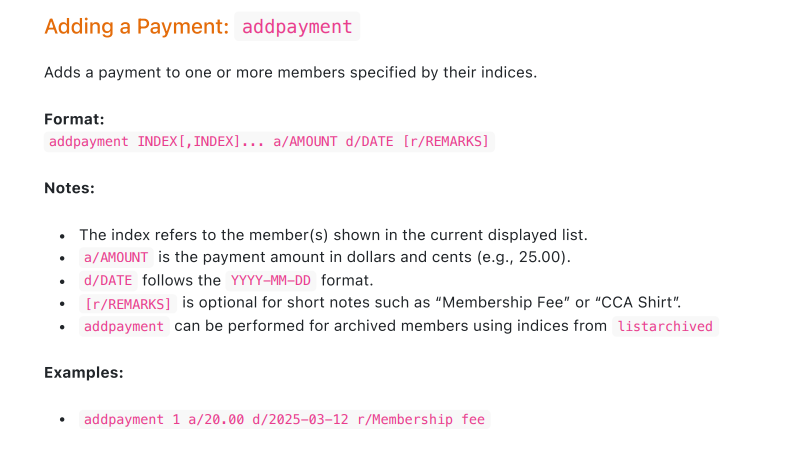 Adding a Payment: addpayment
Adds a payment to one or more members specified by their indices.
Format:
addpayment INDEX[,INDEX]... a/AMOUNT d/DATE [r/REMARKS]
Notes:
• The index refers to the member(s) shown in the current displayed list.
• a/AMOUNT is the payment amount in dollars and cents (e.g., 25.00).
• d/DATE follows the YYYY-MM-DD format.
• [r/REMARKS] is optional for short notes such as “Membership Fee” or “CCA Shirt”.
• addpayment can be performed for archived members using indices from listarchived
Examples:
• addpayment 1 a/20.00 d/2025-03-12 r/Membership fee